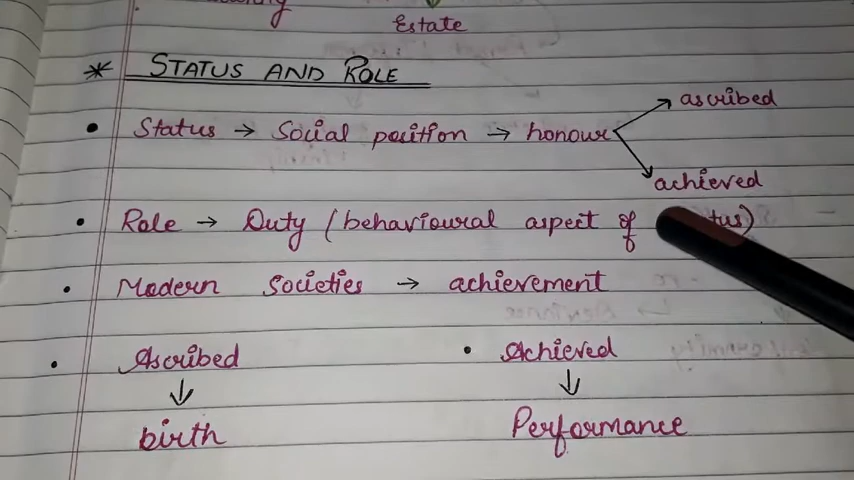 Estate
* STATUS AND ROLE
• Status → Social position → honour → ascribed
→ achieved
• Role → Duty (behavioural aspect of
• Modern Societies → achievement
• Ascribed • Achieved
↓ ↓
birth Performance